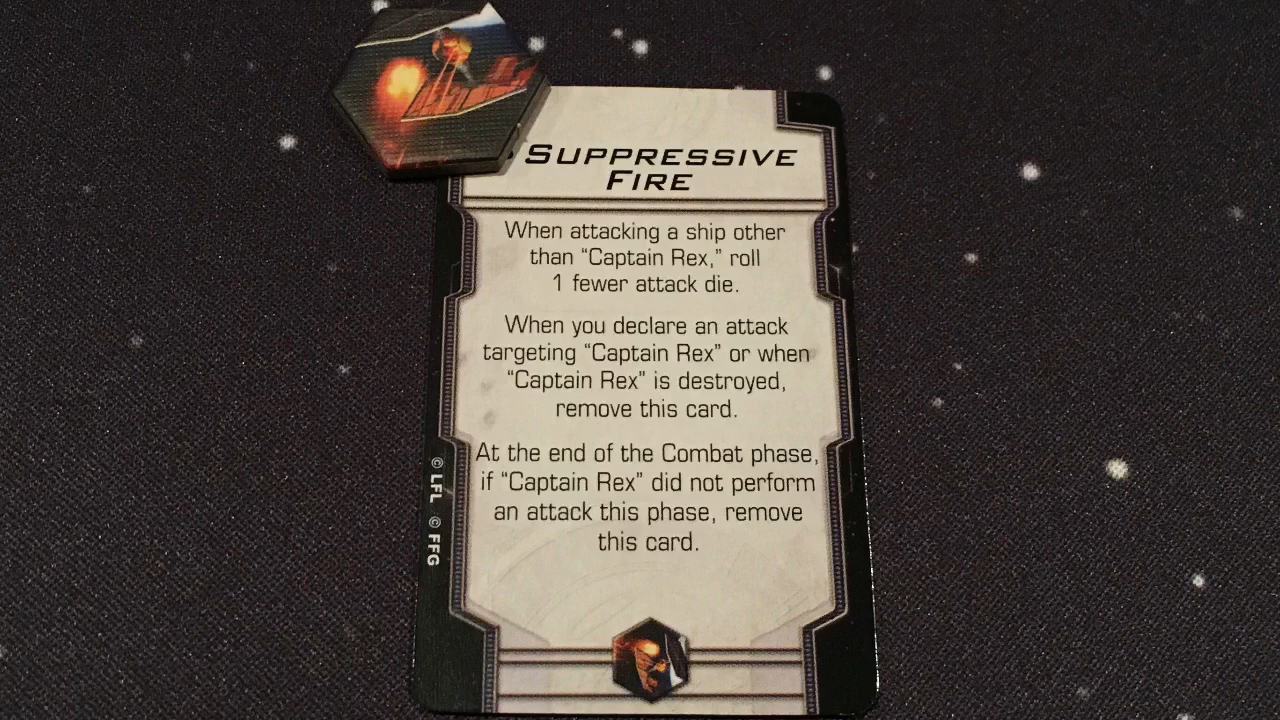 SUPPRESSIVE
FIRE
When attacking a ship other
than “Captain Rex,” roll
1 fewer attack die.
When you declare an attack
targeting “Captain Rex” or when
“Captain Rex” is destroyed,
remove this card.
At the end of the Combat phase,
if “Captain Rex” did not perform
an attack this phase, remove
this card.
© LFL © FFG